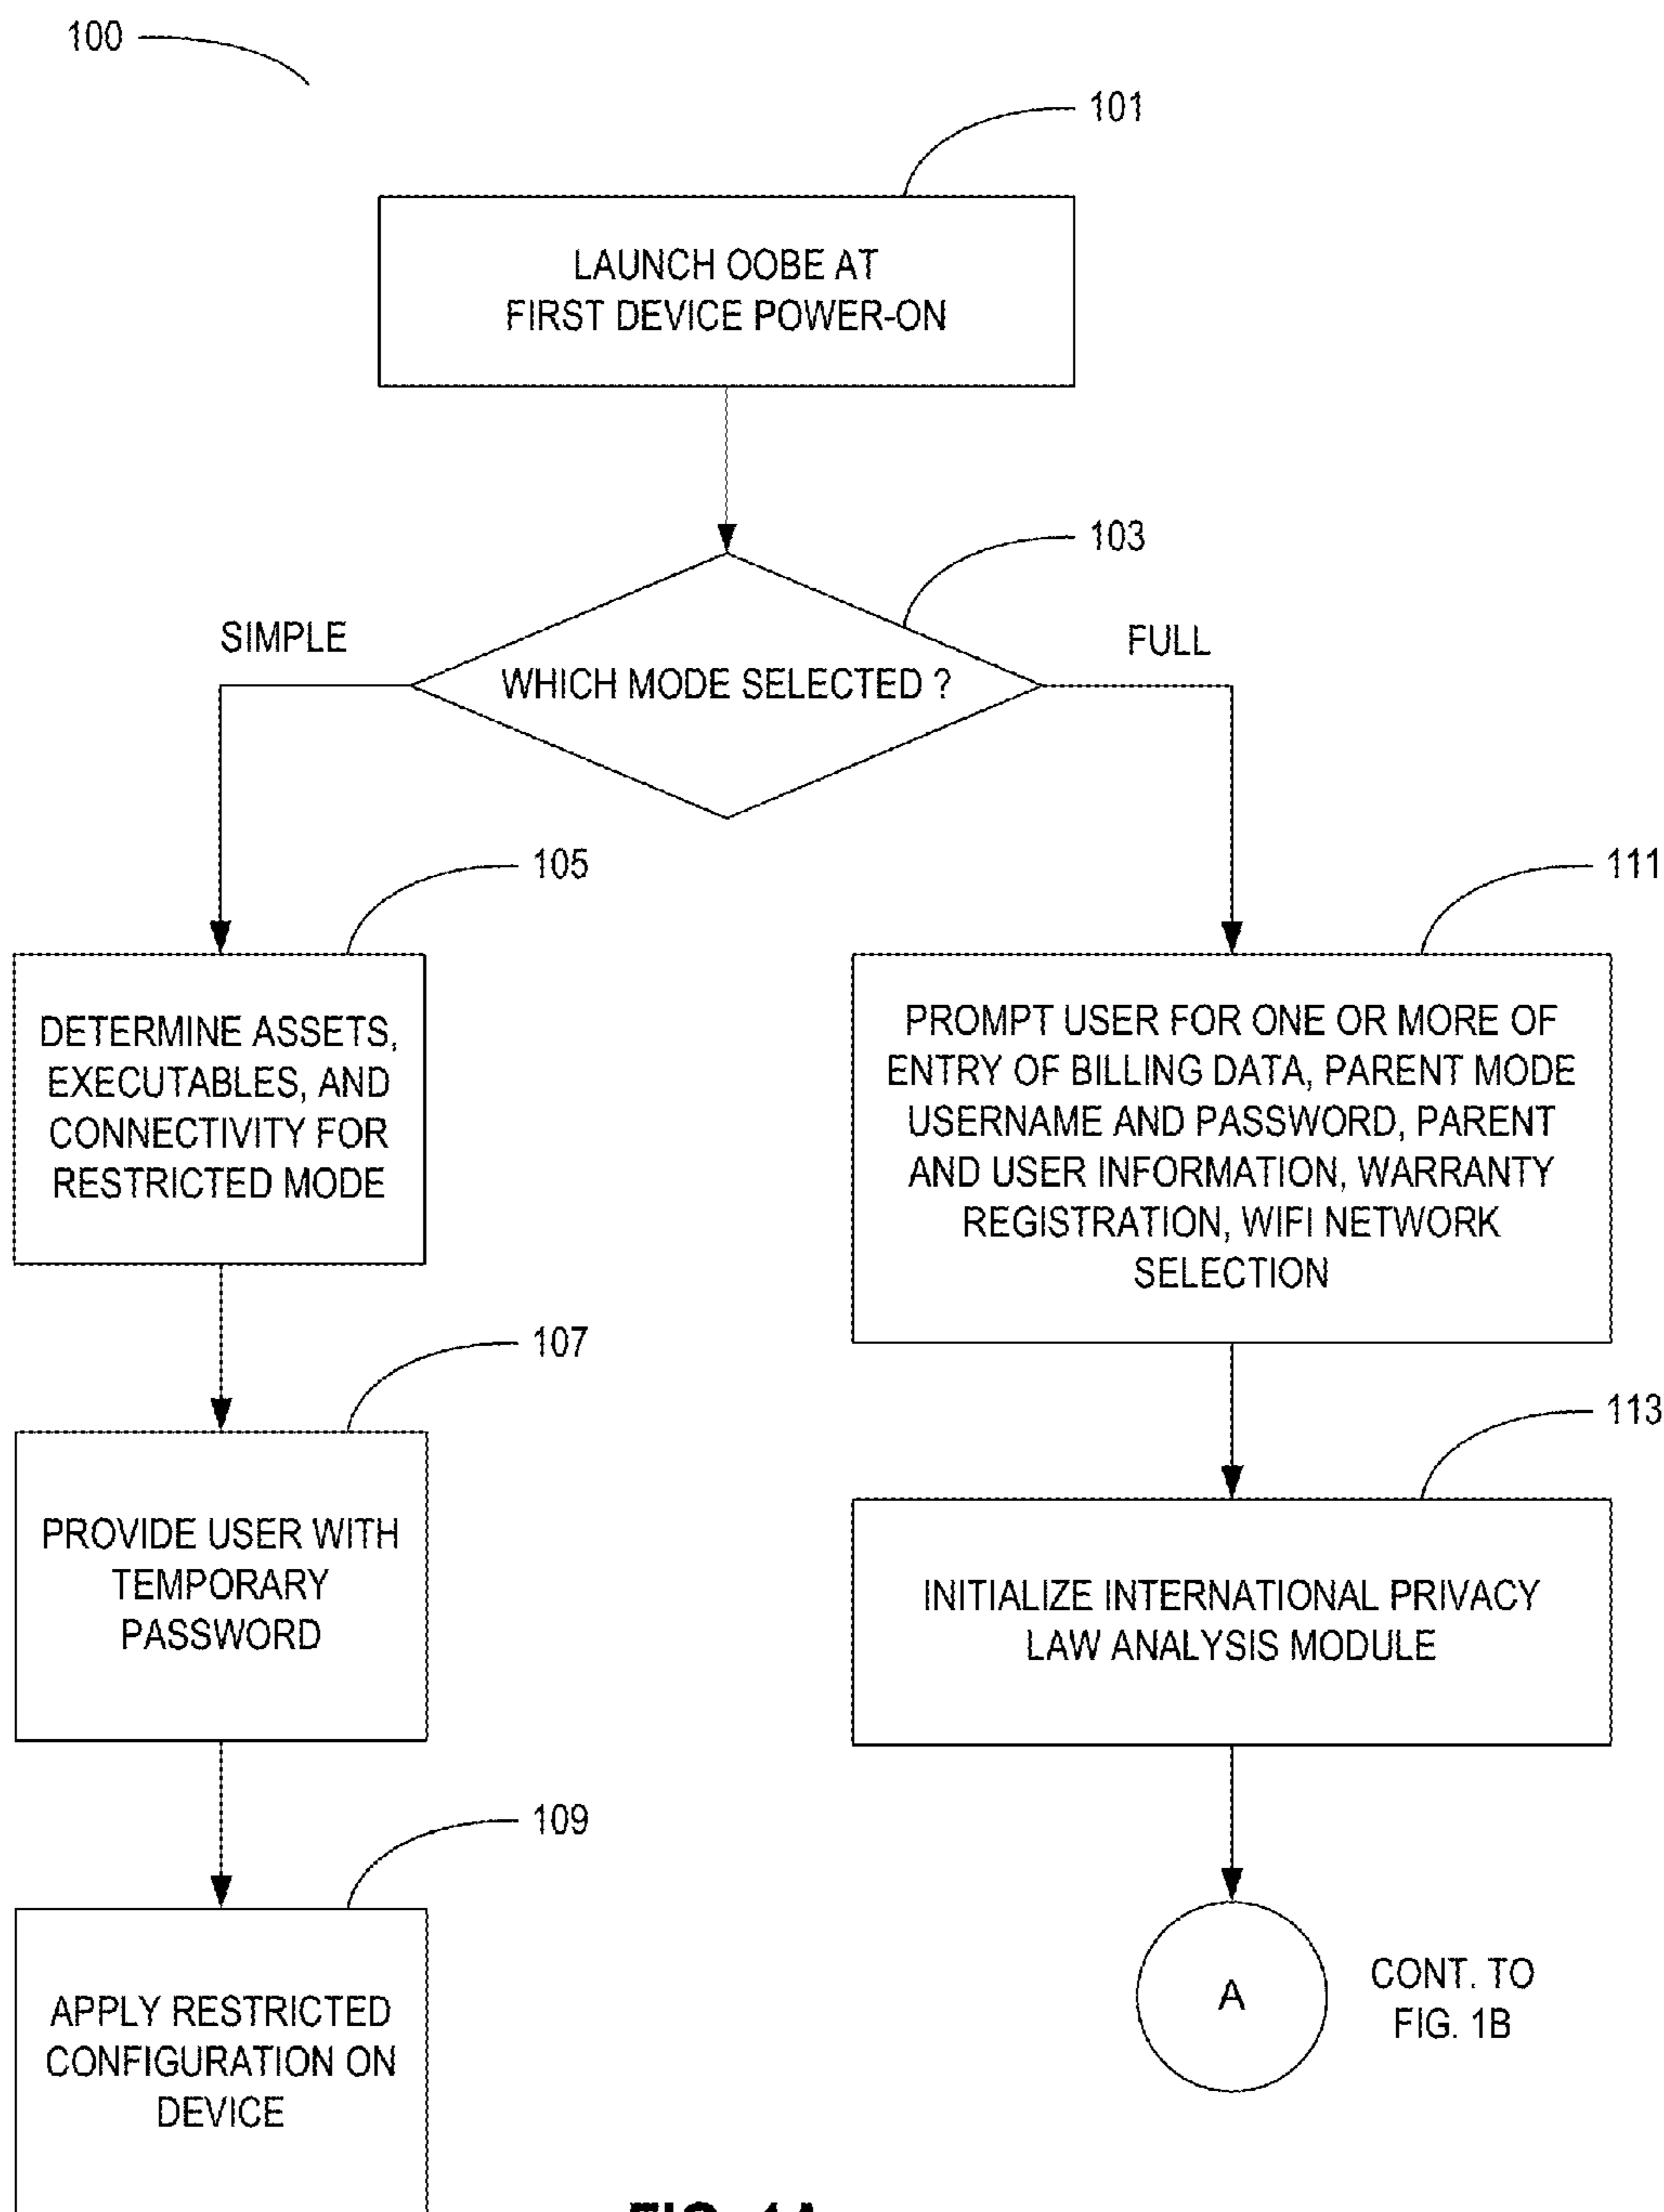 100
101
LAUNCH OOBE AT
FIRST DEVICE POWER-ON
103
SIMPLE
FULL
WHICH MODE SELECTED ?
105
111
DETERMINE ASSETS,
EXECUTABLES, AND
CONNECTIVITY FOR
RESTRICTED MODE
PROMPT USER FOR ONE OR MORE OF
ENTRY OF BILLING DATA, PARENT MODE
USERNAME AND PASSWORD, PARENT
AND USER INFORMATION, WARRANTY
REGISTRATION, WIFI NETWORK
SELECTION
107
113
PROVIDE USER WITH
TEMPORARY
PASSWORD
INITIALIZE INTERNATIONAL PRIVACY
LAW ANALYSIS MODULE
109
APPLY RESTRICTED
CONFIGURATION ON
DEVICE
A
CONT. TO
FIG. 1B